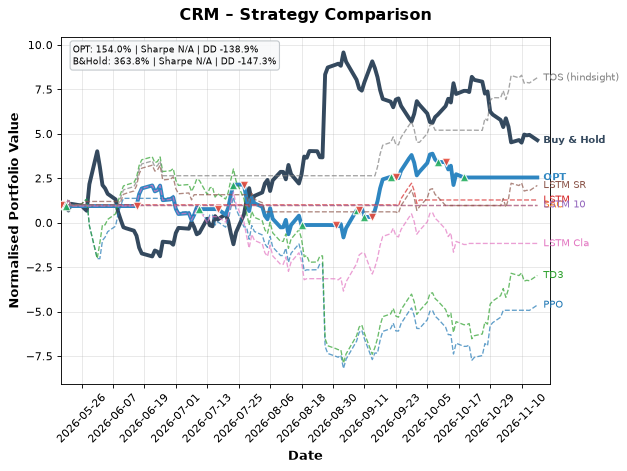 CRM – Strategy Comparison
OPT: 154.0% | Sharpe N/A | DD -138.9%
B&Hold: 363.8% | Sharpe N/A | DD -147.3%
Normalised Portfolio Value
10.0
7.5
5.0
2.5
0.0
−2.5
−5.0
−7.5
TOS (hindsight)
Buy & Hold
OPT
LSTM SR
LSTM
LSTM Cla
TD3
PPO
2026-05-26
2026-06-07
2026-06-19
2026-07-01
2026-07-13
2026-07-25
2026-08-06
2026-08-18
2026-08-30
2026-09-11
2026-09-23
2026-10-05
2026-10-17
2026-10-29
2026-11-10
Date